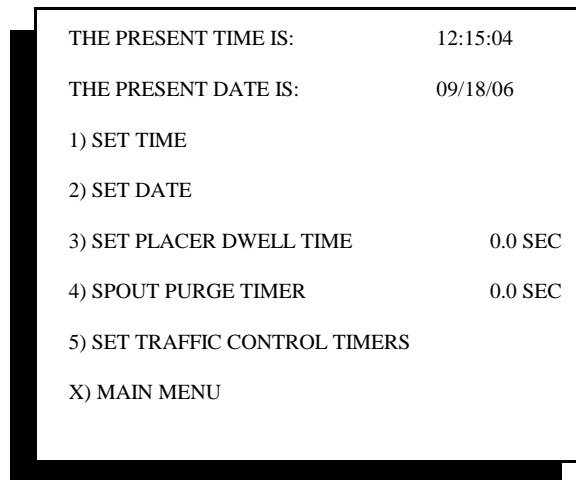 THE PRESENT TIME IS: 12:15:04
THE PRESENT DATE IS: 09/18/06
1) SET TIME
2) SET DATE
3) SET PLACER DWELL TIME 0.0 SEC
4) SPOUT PURGE TIMER 0.0 SEC
5) SET TRAFFIC CONTROL TIMERS
X) MAIN MENU